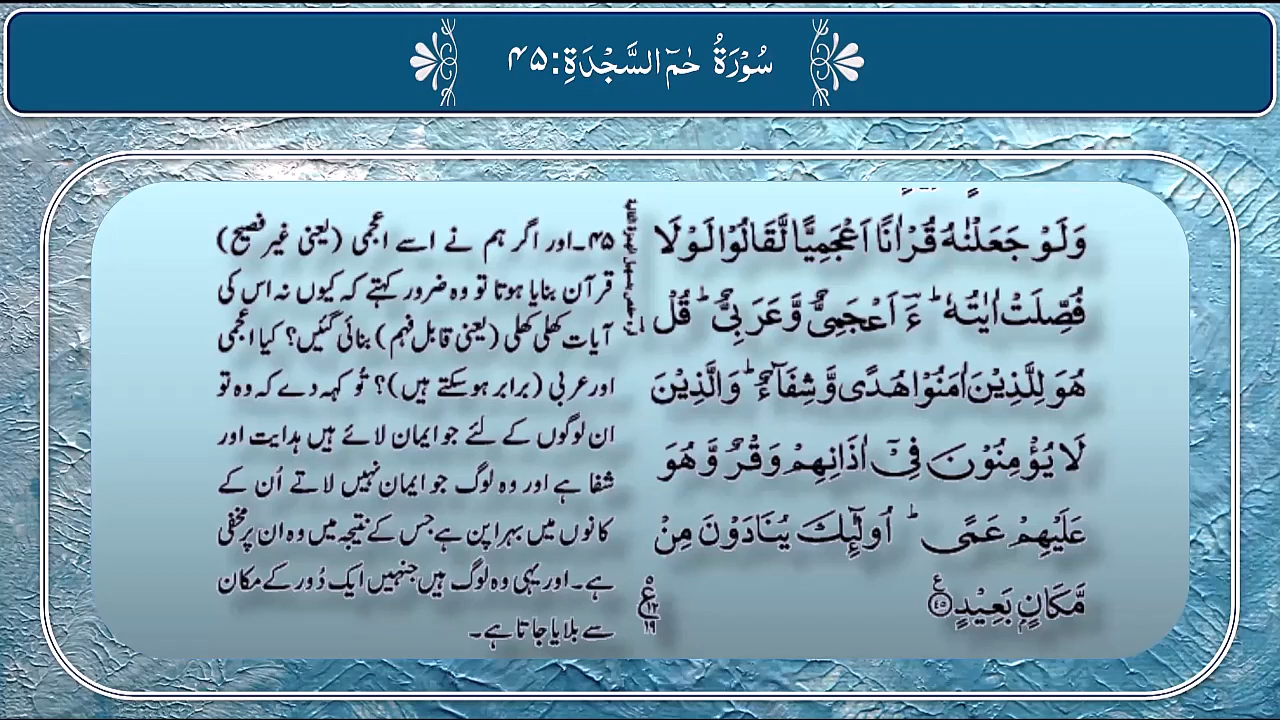 سُوْرَةُ حٰمٓ السَّجْدَةِ: ۴۵
وَلَوْ جَعَلْنٰهُ قُرْاٰنًا اَعْجَمِيًّا لَّقَالُوْا لَوْلَا
فُصِّلَتْ اٰيٰتُهٗ ؕ ءَ اَعْجَمِيٌّ وَّعَرَبِيٌّ ؕ قُلْ
هُوَ لِلَّذِيْنَ اٰمَنُوْا هُدًى وَّشِفَآءٌ ؕ وَالَّذِيْنَ
لَا يُؤْمِنُوْنَ فِيْٓ اٰذَانِهِمْ وَقْرٌ وَّهُوَ
عَلَيْهِمْ عَمًى ؕ اُولٰٓئِكَ يُنَادَوْنَ مِنْ
مَّكَانٍۭ بَعِيْدٍ ﴿۴۵﴾ ع
ع ۱۹
۴۵۔اور اگر ہم نے اسے اعجمی (یعنی غیر فصیح)
قرآن بنایا ہوتا تو وہ ضرور کہتے کہ کیوں نہ اس کی
آیات کھلی کھلی (یعنی قابل فہم) بنائی گئیں؟ کیا اعجمی
اور عربی (برابر ہو سکتے ہیں)؟ تُو کہہ دے کہ وہ تو
ان لوگوں کے لئے جو ایمان لائے ہیں ہدایت اور
شفا ہے اور وہ لوگ جو ایمان نہیں لاتے اُن کے
کانوں میں بہرا پن ہے جس کے نتیجہ میں وہ ان پر مخفی
ہے۔ اور یہی وہ لوگ ہیں جنہیں ایک دُور کے مکان
سے بلایا جاتا ہے۔